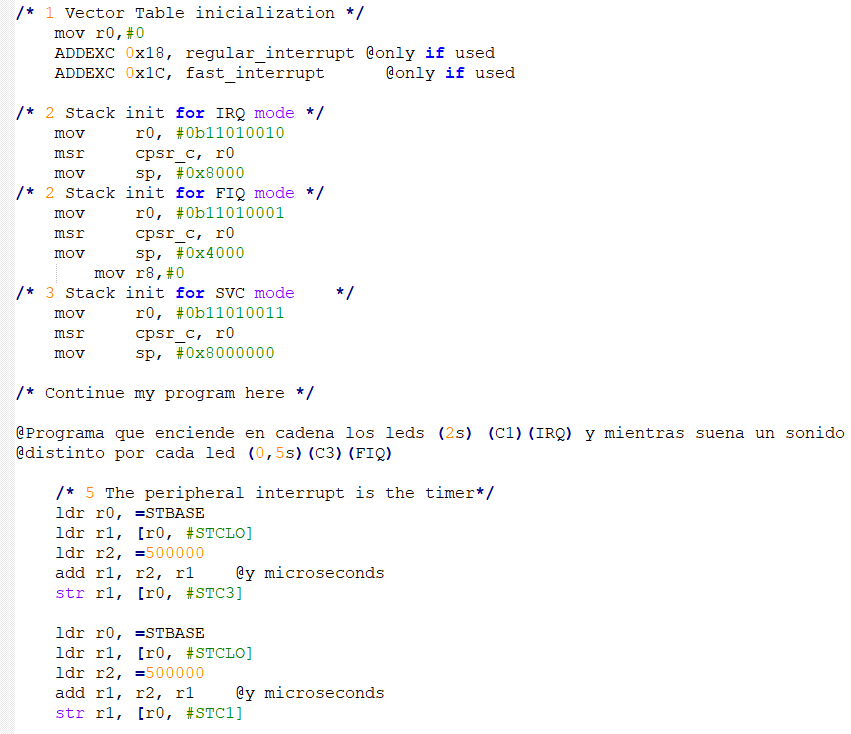 /* 1 Vector Table inicialization */
mov r0,#0
ADDEXC 0x18, regular_interrupt @only if used
ADDEXC 0x1C, fast_interrupt @only if used
/* 2 Stack init for IRQ mode */
mov r0, #0b11010010
msr cpsr_c, r0
mov sp, #0x8000
/* 2 Stack init for FIQ mode */
mov r0, #0b11010001
msr cpsr_c, r0
mov sp, #0x4000
mov r8,#0
/* 3 Stack init for SVC mode */
mov r0, #0b11010011
msr cpsr_c, r0
mov sp, #0x8000000
/* Continue my program here */
@Programa que enciende en cadena los leds (2s) (C1)(IRQ) y mientras suena un sonido
@distinto por cada led (0,5s)(C3)(FIQ)
/* 5 The peripheral interrupt is the timer*/
ldr r0, =STBASE
ldr r1, [r0, #STCLO]
ldr r2, =500000
add r1, r2, r1 @y microseconds
str r1, [r0, #STC3]
ldr r0, =STBASE
ldr r1, [r0, #STCLO]
ldr r2, =500000
add r1, r2, r1 @y microseconds
str r1, [r0, #STC1]